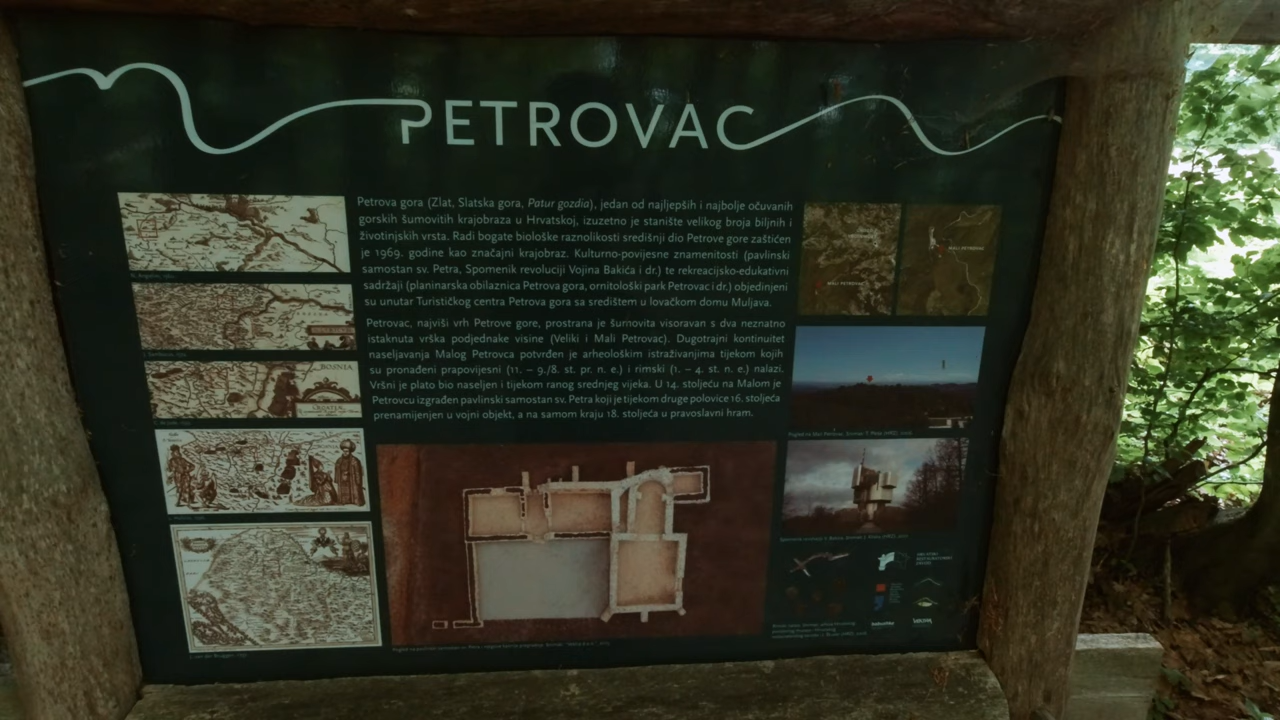 PETROVAC
Petrova gora (Zlat, Slatska gora, Patur gozdia), jedan od najljepših i najbolje očuvanih
gorskih šumovitih krajobraza u Hrvatskoj, izuzetno je stanište velikog broja biljnih i
životinjskih vrsta. Radi bogate biološke raznolikosti središnji dio Petrove gore zaštićen
je 1969. godine kao značajni krajobraz. Kulturno-povijesne znamenitosti (pavlinski
samostan sv. Petra, Spomenik revoluciji Vojina Bakića i dr.) te rekreacijsko-edukativni
sadržaji (planinarska obilaznica Petrova gora, ornitološki park Petrovac i dr.) objedinjeni
su unutar Turističkog centra Petrova gora sa središtem u lovačkom domu Muljava.
Petrovac, najviši vrh Petrove gore, prostrana je šumovita visoravan s dva neznatno
istaknuta vrška podjednake visine (Veliki i Mali Petrovac). Dugotrajni kontinuitet
naseljavanja Malog Petrovca potvrđen je arheološkim istraživanjima tijekom kojih
su pronađeni prapovijesni (11. – 9./8. st. pr. n. e.) i rimski (1. – 4. st. n. e.) nalazi.
Vršni je plato bio naseljen i tijekom ranog srednjeg vijeka. U 14. stoljeću na Malom je
Petrovcu izgrađen pavlinski samostan sv. Petra koji je tijekom druge polovice 16. stoljeća
prenamijenjen u vojni objekt, a na samom kraju 18. stoljeća u pravoslavni hram.
MALI PETROVAC
MALI PETROVAC
BOSNIA
CROATIA